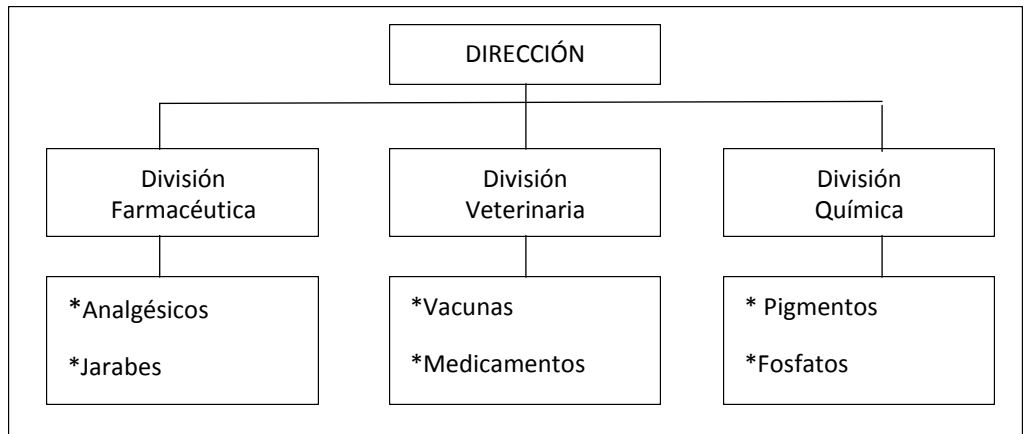 DIRECCIÓN
División
Farmacéutica
División
Veterinaria
División
Química
*Analgésicos
*Jarabes
*Vacunas
*Medicamentos
* Pigmentos
*Fosfatos